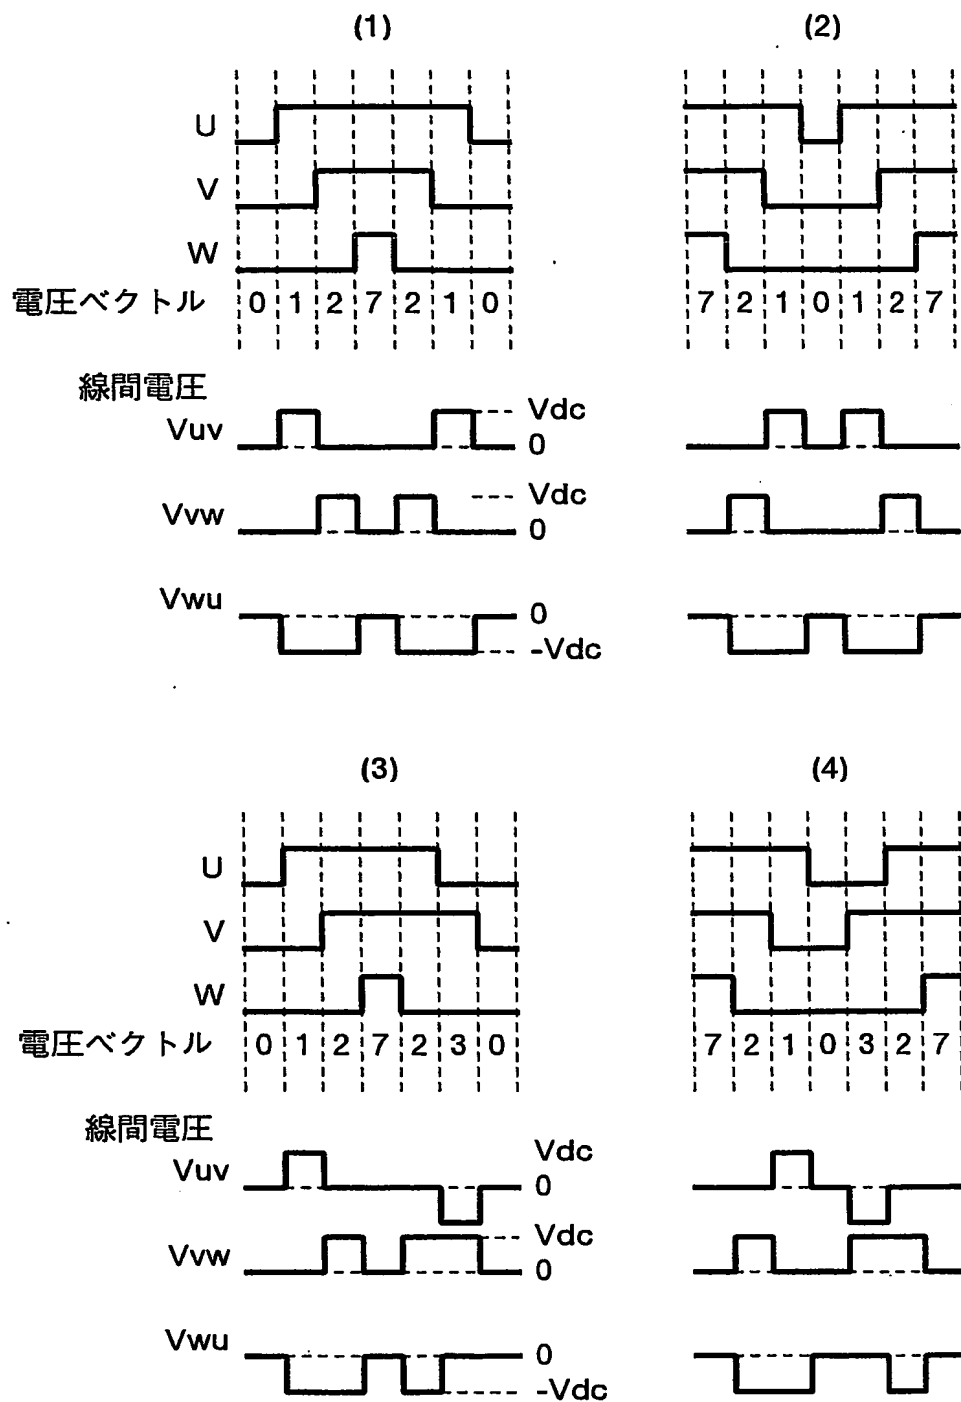 (1)
U
V
W
電圧ベクトル 0 1 2 7 2 1 0
線間電圧
Vuv Vdc 0
Vvw Vdc 0
Vwu 0 -Vdc
(2)
7 2 1 0 1 2 7
(3)
U
V
W
電圧ベクトル 0 1 2 7 2 3 0
線間電圧
Vuv Vdc 0
Vvw Vdc 0
Vwu 0 -Vdc
(4)
7 2 1 0 3 2 7